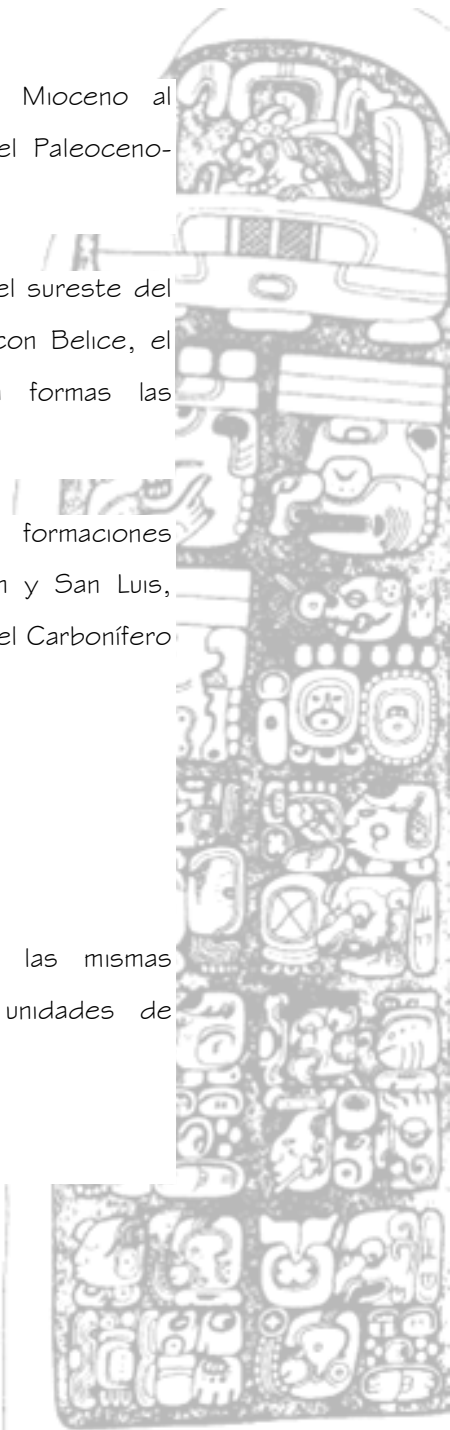 Mioceno al
el Paleoceno-
el sureste del
con Belice, el
formas las
formaciones
n y San Luis,
el Carbonífero
las mismas
unidades de